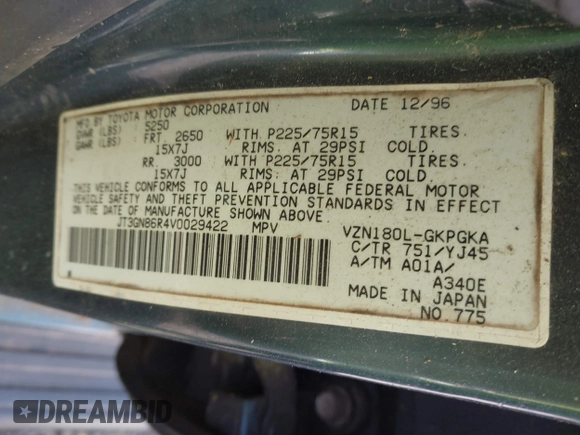 MFD BY TOYOTA MOTOR CORPORATION DATE 12/96
GVWR (LBS) 5250
GAWR (LBS) FRT 2650 WITH P225/75R15 TIRES.
15X7J RIMS. AT 29PSI COLD.
RR. 3000 WITH P225/75R15 TIRES.
15X7J RIMS. AT 29PSI COLD.
THIS VEHICLE CONFORMS TO ALL APPLICABLE FEDERAL MOTOR
VEHICLE SAFETY AND THEFT PREVENTION STANDARDS IN EFFECT
ON THE DATE OF MANUFACTURE SHOWN ABOVE.
JT3GN86R4V0029422 MPV VZN180L-GKPGKA
C/TR 751/YJ45
A/TM A01A/
A340E
MADE IN JAPAN
NO 775
DREAMBID